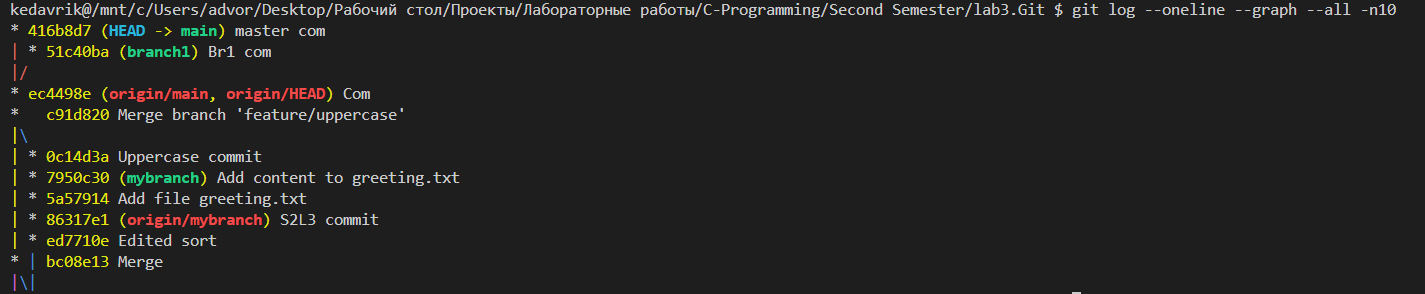 kedavrik@/mnt/c/Users/advor/Desktop/Рабочий стол/Проекты/Лабораторные работы/C-Programming/Second Semester/lab3.Git $ git log --oneline --graph --all -n10
* 416b8d7 (HEAD -> main) master com
| * 51c40ba (branch1) Br1 com
|/
* ec4498e (origin/main, origin/HEAD) Com
*   c91d820 Merge branch 'feature/uppercase'
|\
| * 0c14d3a Uppercase commit
| * 7950c30 (mybranch) Add content to greeting.txt
| * 5a57914 Add file greeting.txt
| * 86317e1 (origin/mybranch) S2L3 commit
| * ed7710e Edited sort
* | bc08e13 Merge
|\|